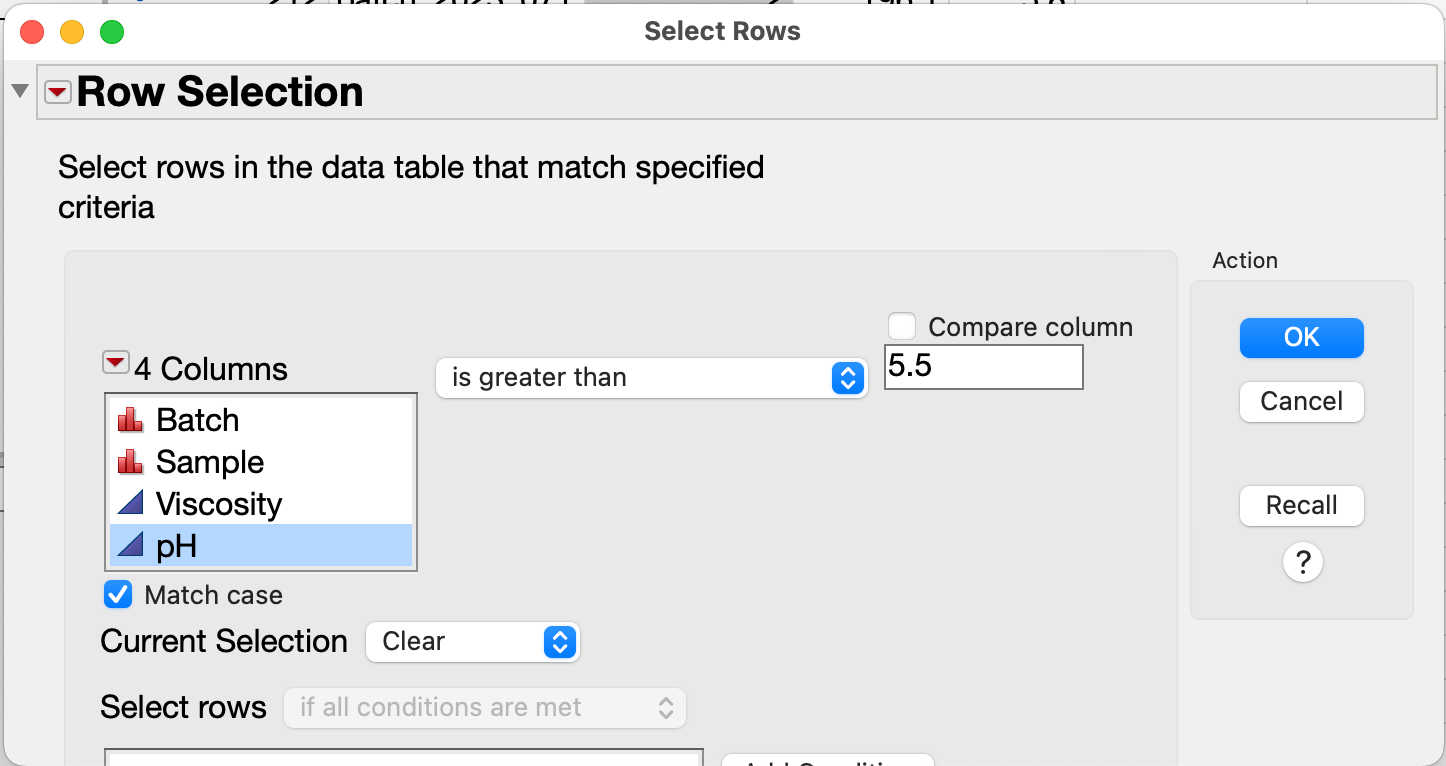 Select Rows
Row Selection
Select rows in the data table that match specified
criteria
Action
Compare column
OK
4 Columns
is greater than
5.5
Cancel
Batch
Sample
Viscosity
Recall
pH
?
Match case
Current Selection
Clear
Select rows
if all conditions are met